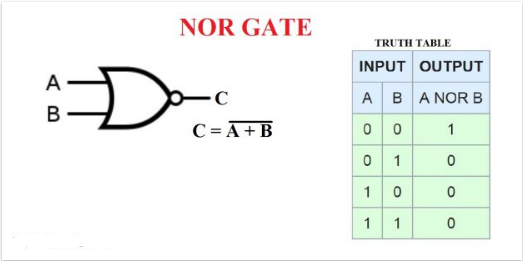 NOR GATE
A
B
C
C = A + B
TRUTH TABLE
INPUT OUTPUT
A B A NOR B
0 0 1
0 1 0
1 0 0
1 1 0